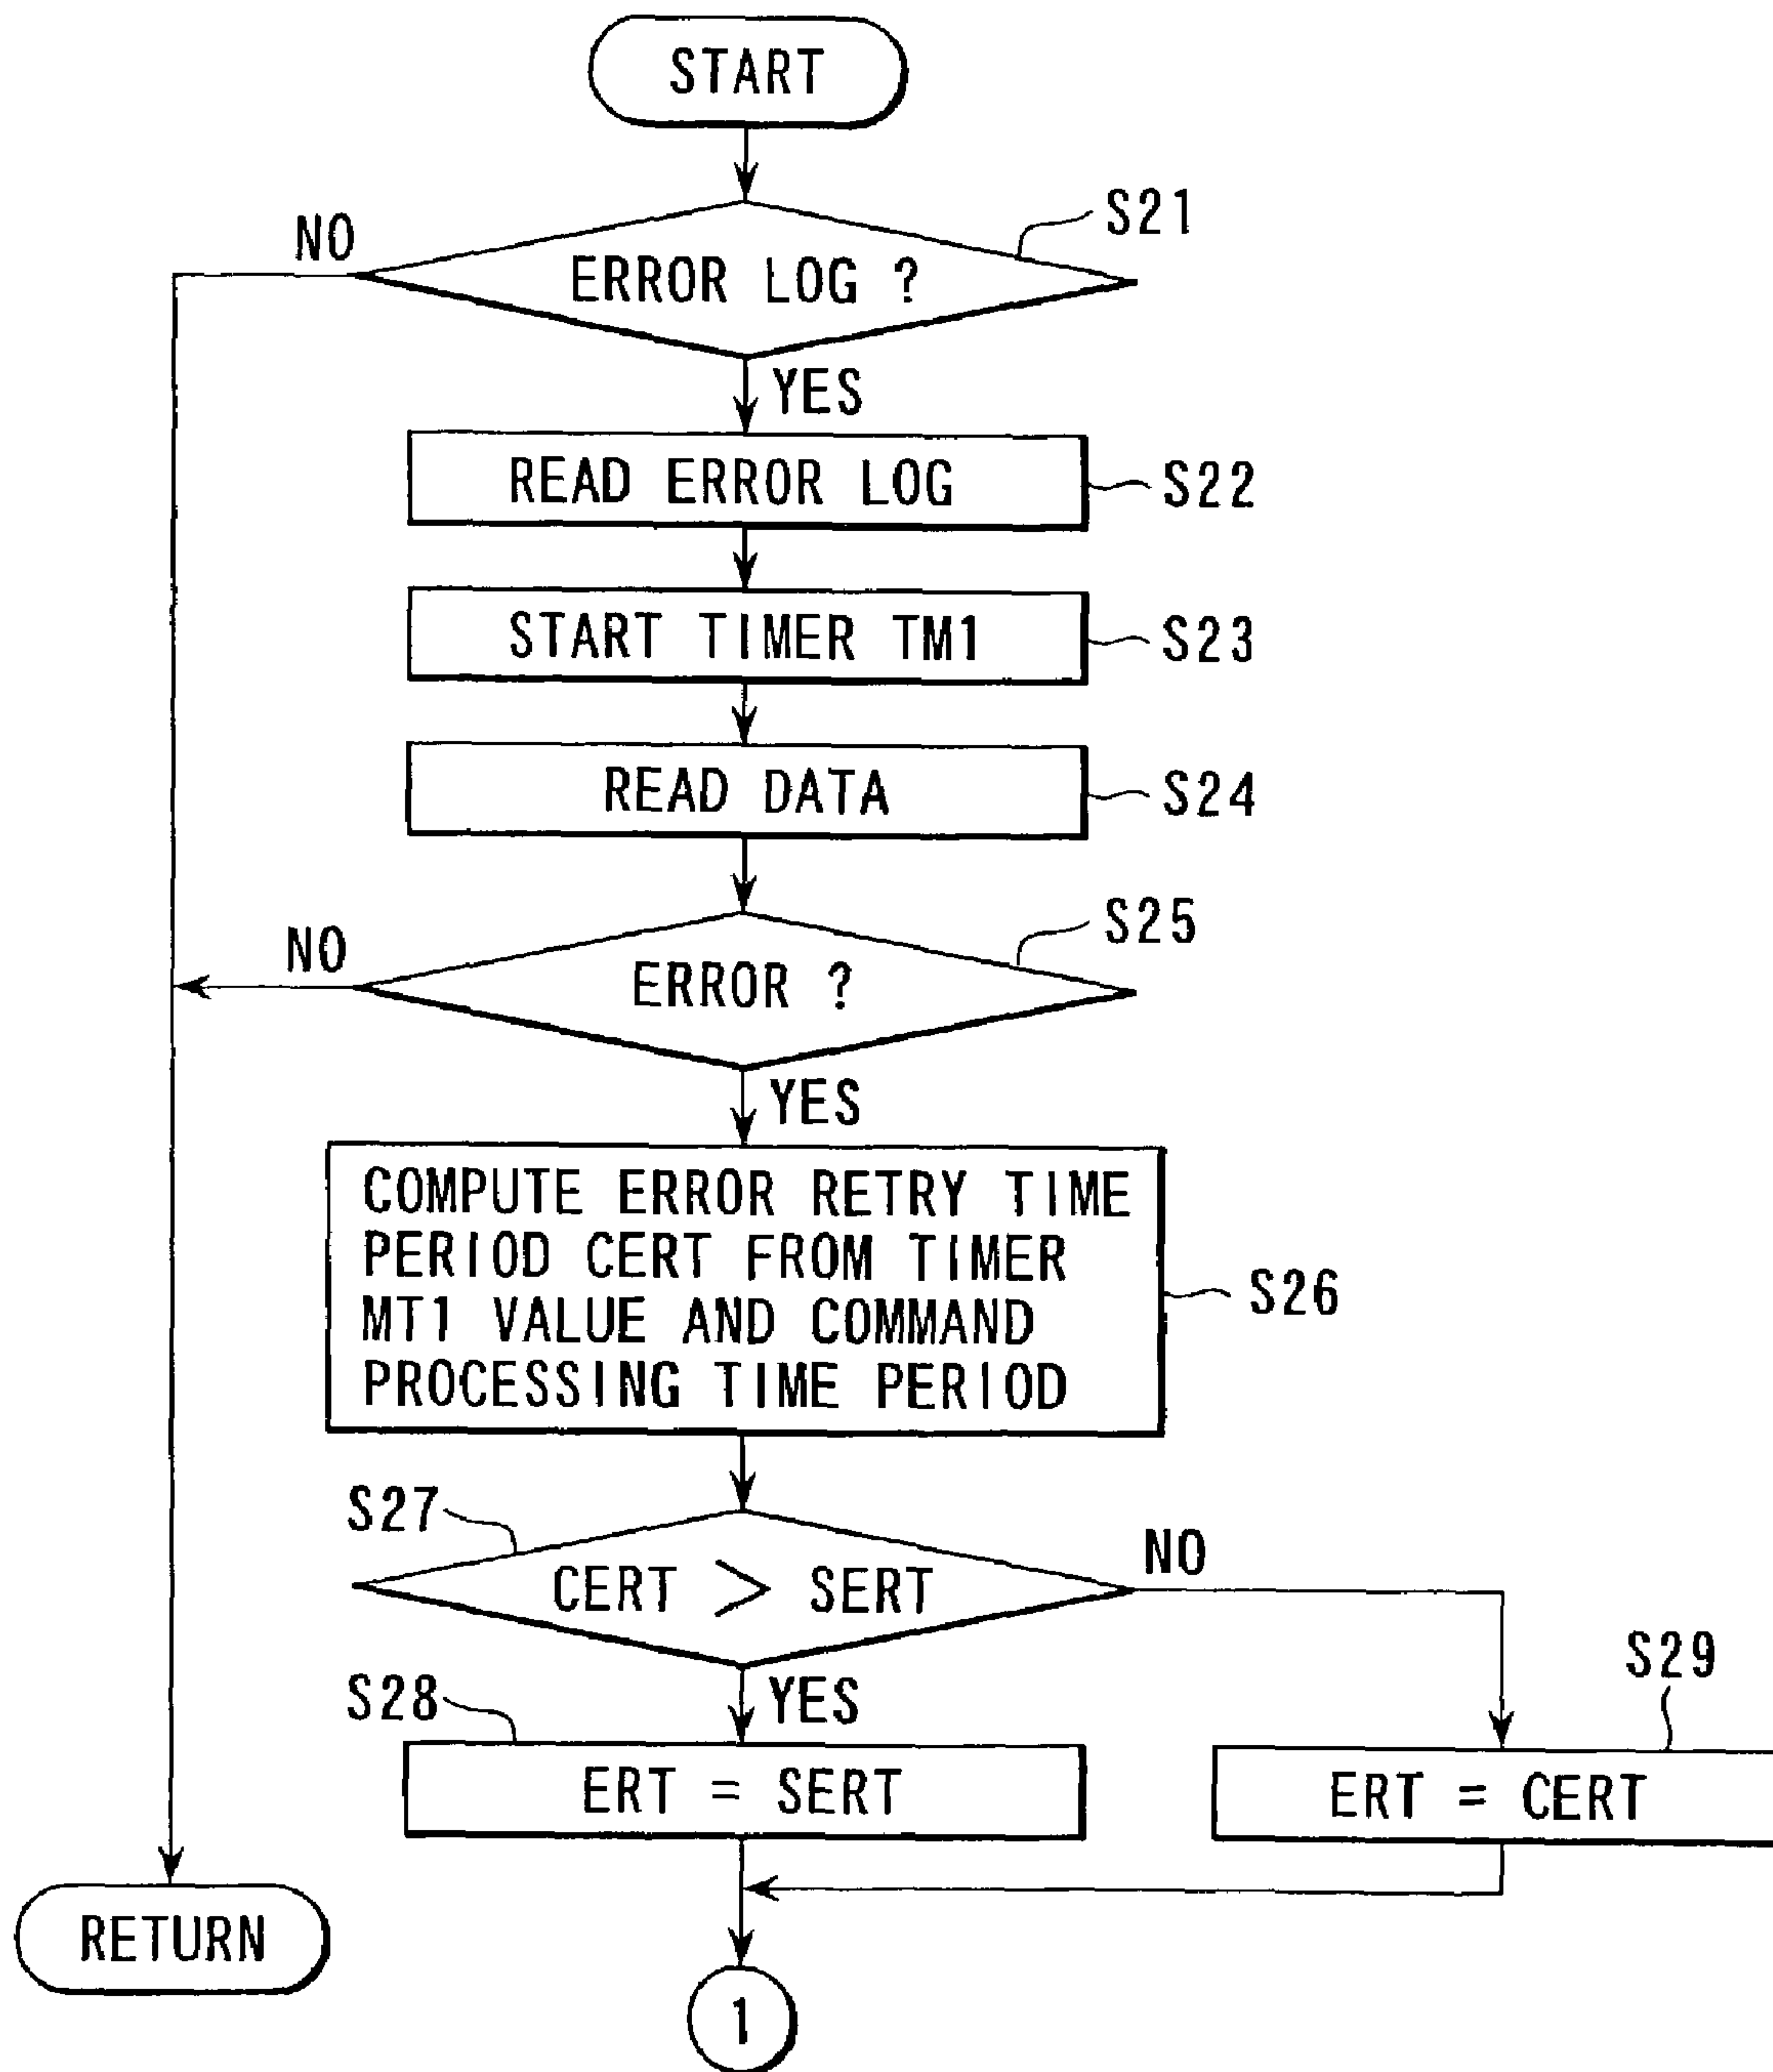 START
S21
NO
ERROR LOG ?
YES
READ ERROR LOG
S22
START TIMER TM1
S23
READ DATA
S24
S25
NO
ERROR ?
YES
COMPUTE ERROR RETRY TIME
PERIOD CERT FROM TIMER
MT1 VALUE AND COMMAND
PROCESSING TIME PERIOD
S26
S27
NO
CERT > SERT
S29
S28
YES
ERT = SERT
ERT = CERT
RETURN
1